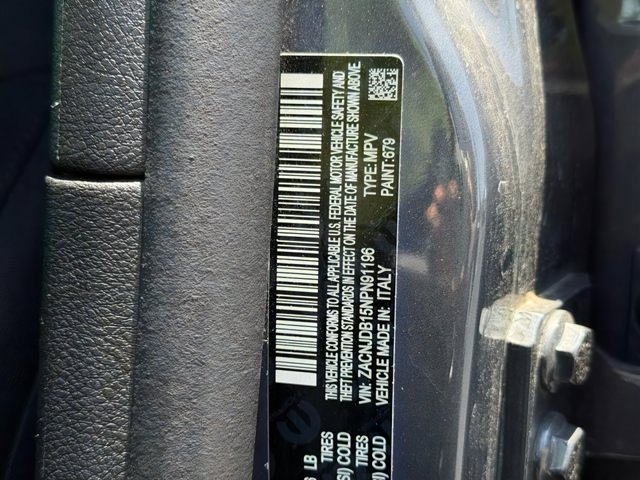 THIS VEHICLE CONFORMS TO ALL APPLICABLE U.S. FEDERAL MOTOR VEHICLE SAFETY AND
THEFT PREVENTION STANDARDS IN EFFECT ON THE DATE OF MANUFACTURE SHOWN ABOVE.
VIN: ZACNJDB15NPN91196 TYPE: MPV
VEHICLE MADE IN: ITALY PAINT: 679
LB
TIRES TIRES
COLD COLD